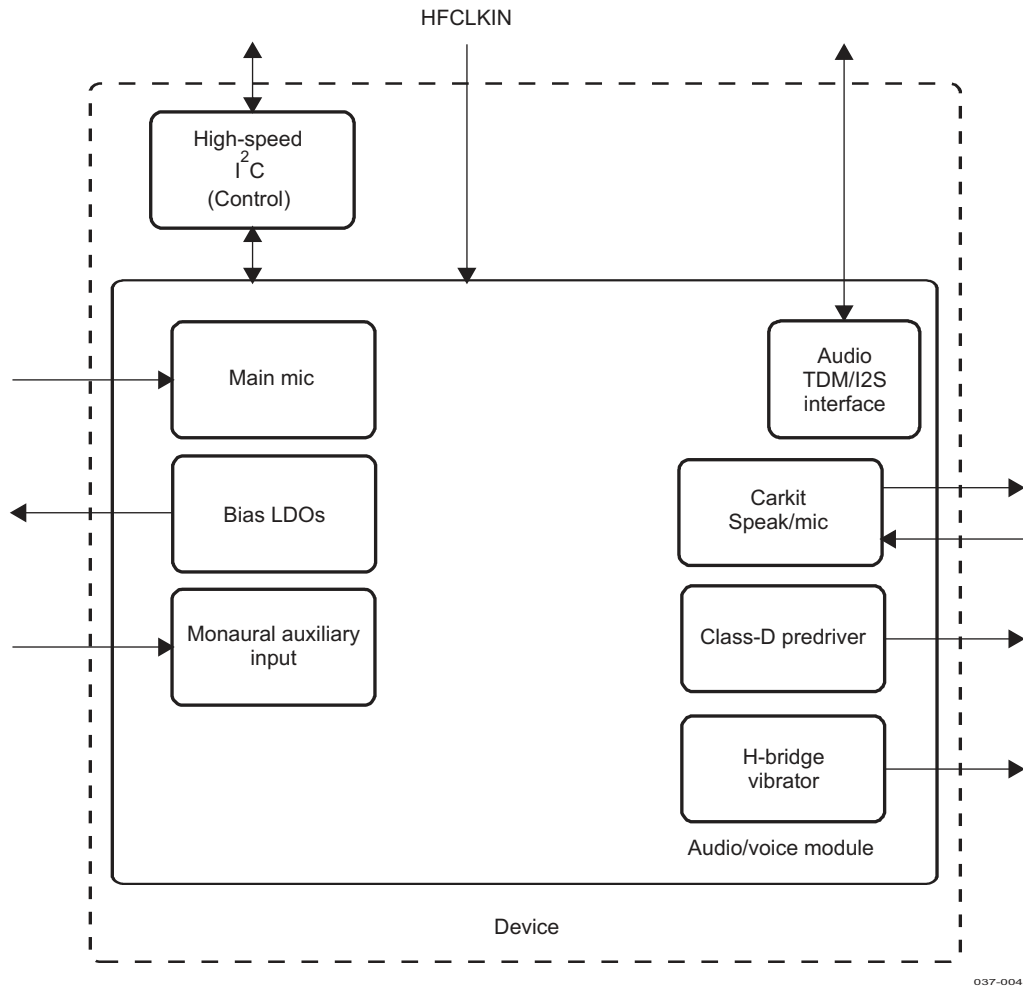 HFCLKIN
High-speed
I²C
(Control)
Main mic
Audio
TDM/I2S
interface
Bias LDOs
Carkit
Speak/mic
Monaural auxiliary
input
Class-D predriver
H-bridge
vibrator
Audio/voice module
Device
037-004